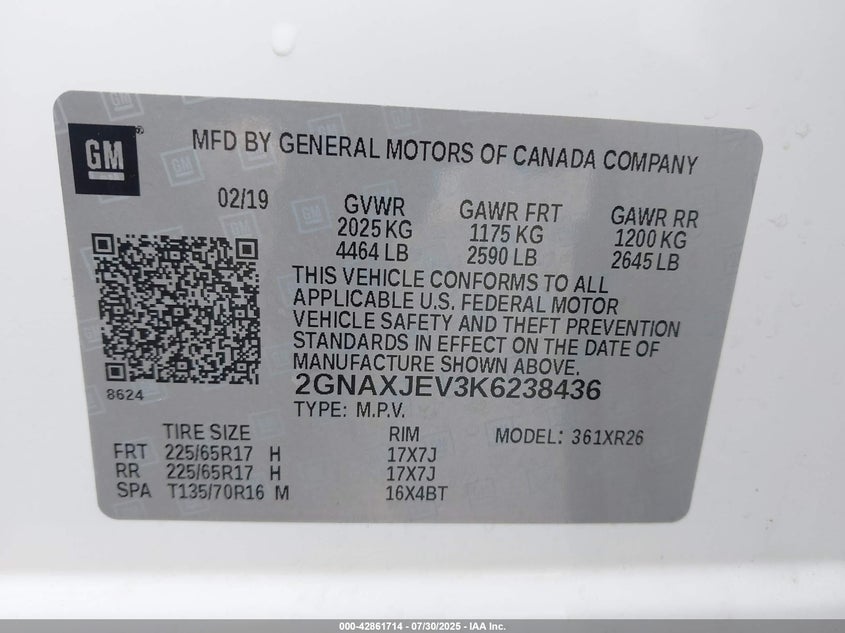 GM
MFD BY GENERAL MOTORS OF CANADA COMPANY
02/19
GVWR
2025 KG
4464 LB
GAWR FRT
1175 KG
2590 LB
GAWR RR
1200 KG
2645 LB
THIS VEHICLE CONFORMS TO ALL
APPLICABLE U.S. FEDERAL MOTOR
VEHICLE SAFETY AND THEFT PREVENTION
STANDARDS IN EFFECT ON THE DATE OF
MANUFACTURE SHOWN ABOVE.
8624
2GNAXJEV3K6238436
TYPE: M.P.V.
TIRE SIZE RIM MODEL: 361XR26
FRT 225/65R17 H 17X7J
RR 225/65R17 H 17X7J
SPA T135/70R16 M 16X4BT
000-42861714 - 07/30/2025 - IAA Inc.